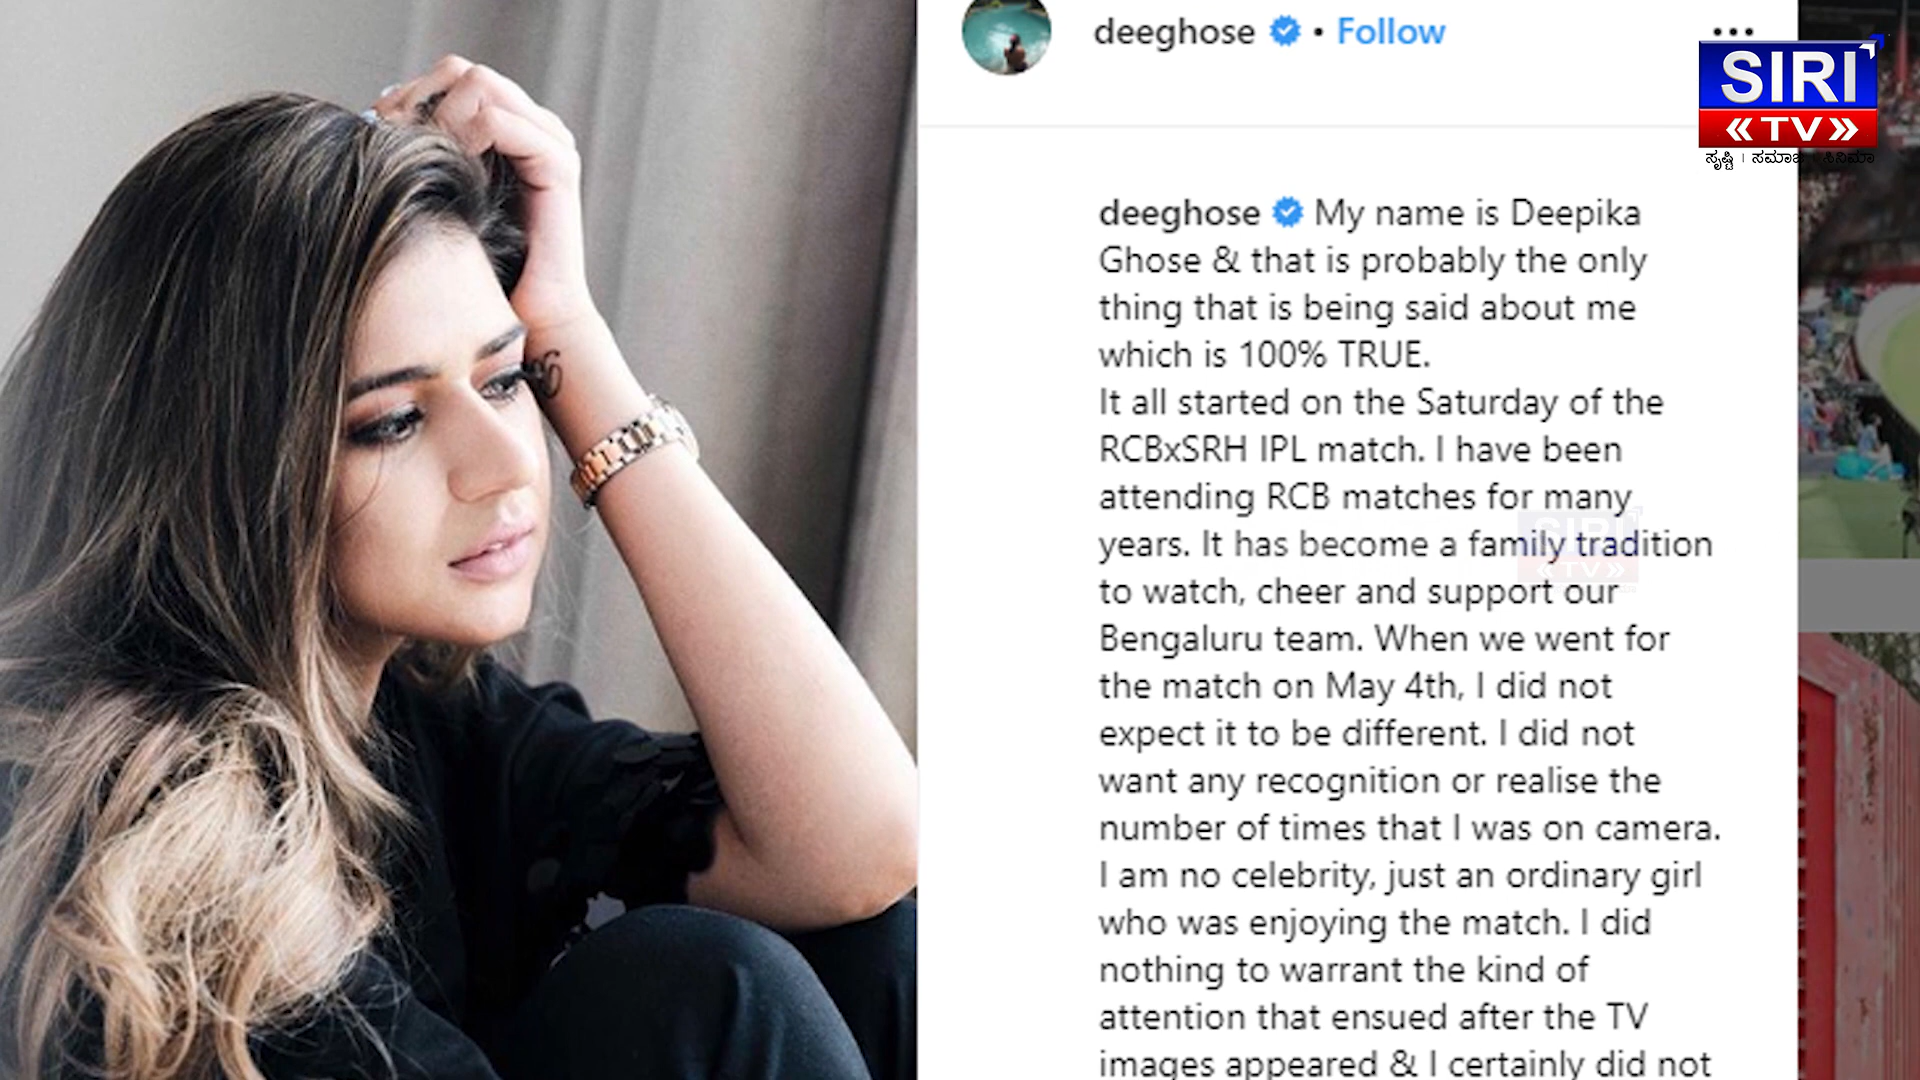 deeghose • Follow
SIRI
TV
ಸೃಷ್ಟಿ । ಸಮಾಜ । ಸಿನಿಮಾ
deeghose My name is Deepika
Ghose & that is probably the only
thing that is being said about me
which is 100% TRUE.
It all started on the Saturday of the
RCBxSRH IPL match. I have been
attending RCB matches for many
years. It has become a family tradition
to watch, cheer and support our
Bengaluru team. When we went for
the match on May 4th, I did not
expect it to be different. I did not
want any recognition or realise the
number of times that I was on camera.
I am no celebrity, just an ordinary girl
who was enjoying the match. I did
nothing to warrant the kind of
attention that ensued after the TV
images appeared & I certainly did not
SIRI
TV